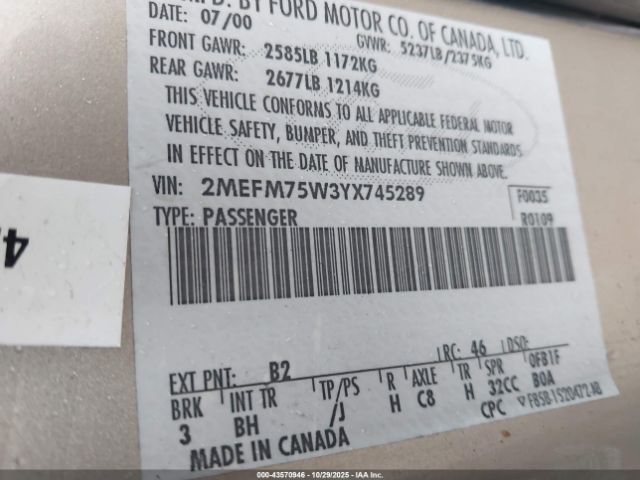 MFD. BY FORD MOTOR CO. OF CANADA, LTD.
DATE: 07/00 GVWR: 5237LB/2375KG
FRONT GAWR: 2585LB 1172KG
REAR GAWR: 2677LB 1214KG
THIS VEHICLE CONFORMS TO ALL APPLICABLE FEDERAL MOTOR
VEHICLE SAFETY, BUMPER, AND THEFT PREVENTION STANDARDS
IN EFFECT ON THE DATE OF MANUFACTURE SHOWN ABOVE.
VIN: 2MEFM75W3YX745289 F0035
TYPE: PASSENGER R0109
EXT PNT: B2 RC: 46 DSO:
BRK INT TR TP/PS R AXLE TR SPR 0FB1F
3 BH /J H C8 H 32CC B0A
MADE IN CANADA CPC
000-43570946 - 10/29/2025 - IAAI.COM